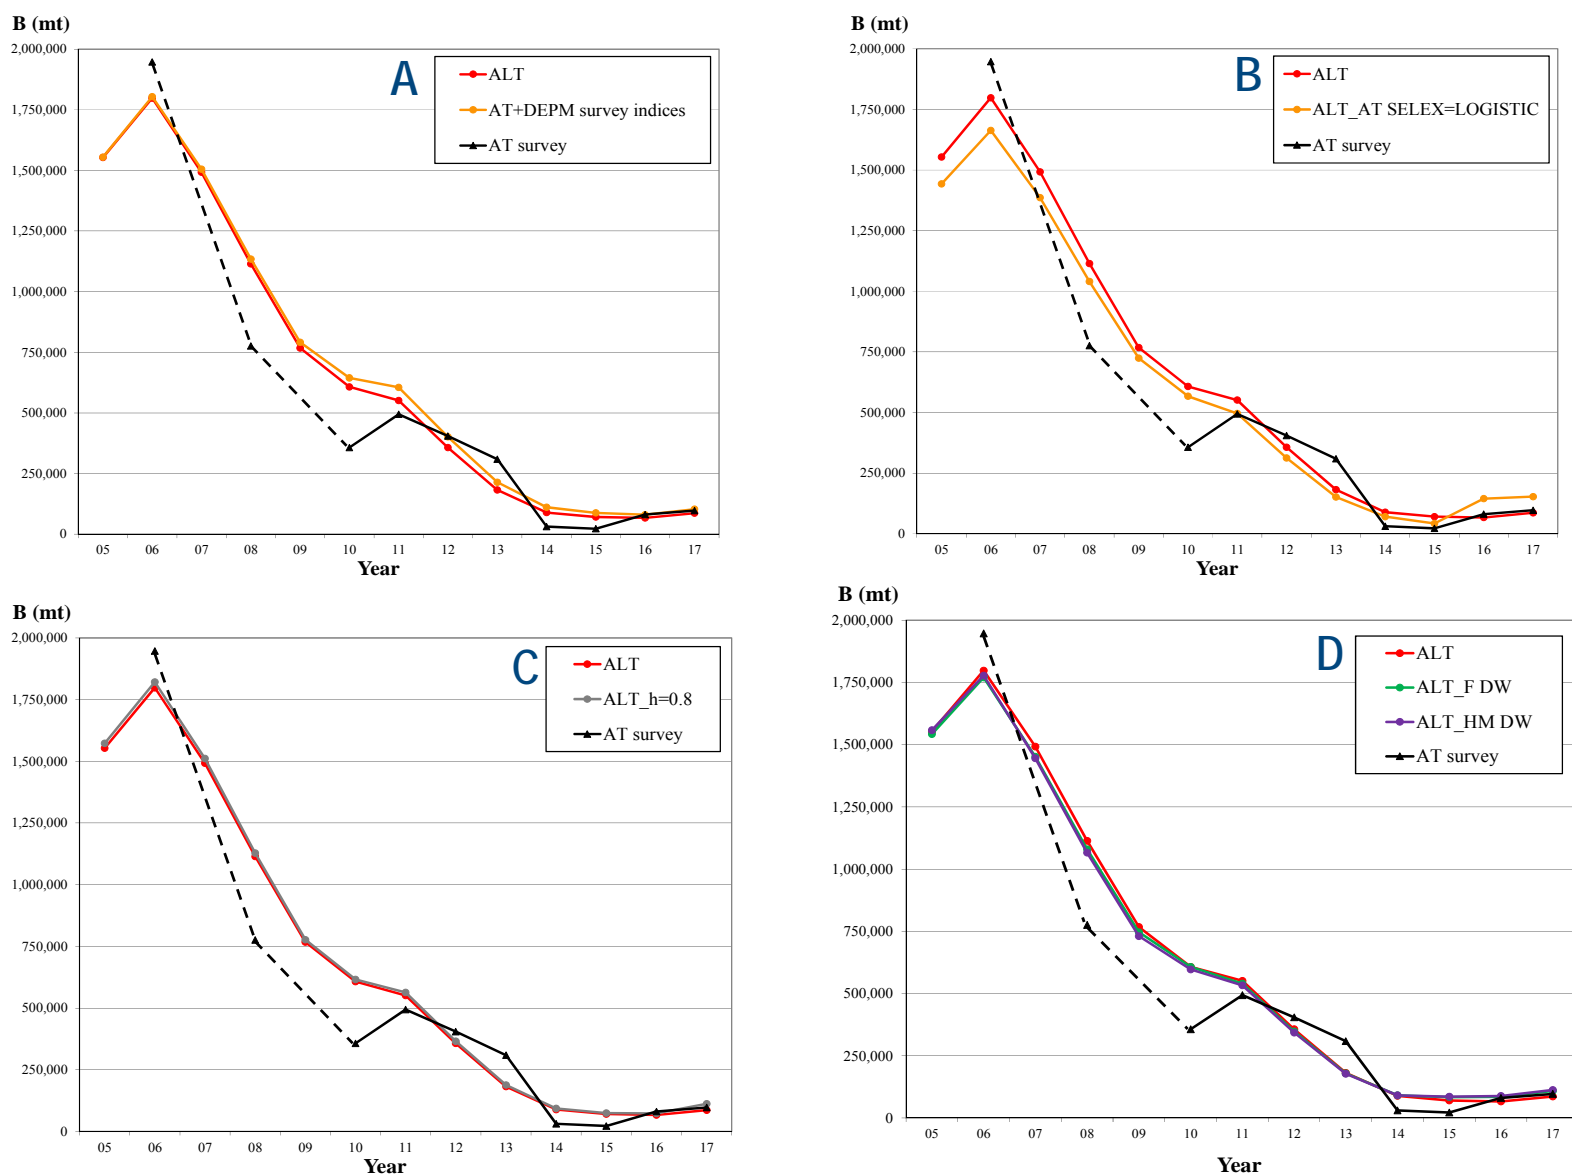 B (mt)
2,000,000
1,750,000
1,500,000
1,250,000
1,000,000
750,000
500,000
250,000
0
05 06 07 08 09 10 11 12 13 14 15 16 17
Year
A
ALT
AT+DEPM survey indices
AT survey
B (mt)
2,000,000
1,750,000
1,500,000
1,250,000
1,000,000
750,000
500,000
250,000
0
05 06 07 08 09 10 11 12 13 14 15 16 17
Year
B
ALT
ALT_AT SELEX=LOGISTIC
AT survey
B (mt)
2,000,000
1,750,000
1,500,000
1,250,000
1,000,000
750,000
500,000
250,000
0
05 06 07 08 09 10 11 12 13 14 15 16 17
Year
C
ALT
ALT_h=0.8
AT survey
B (mt)
2,000,000
1,750,000
1,500,000
1,250,000
1,000,000
750,000
500,000
250,000
0
05 06 07 08 09 10 11 12 13 14 15 16 17
Year
D
ALT
ALT_F DW
ALT_HM DW
AT survey